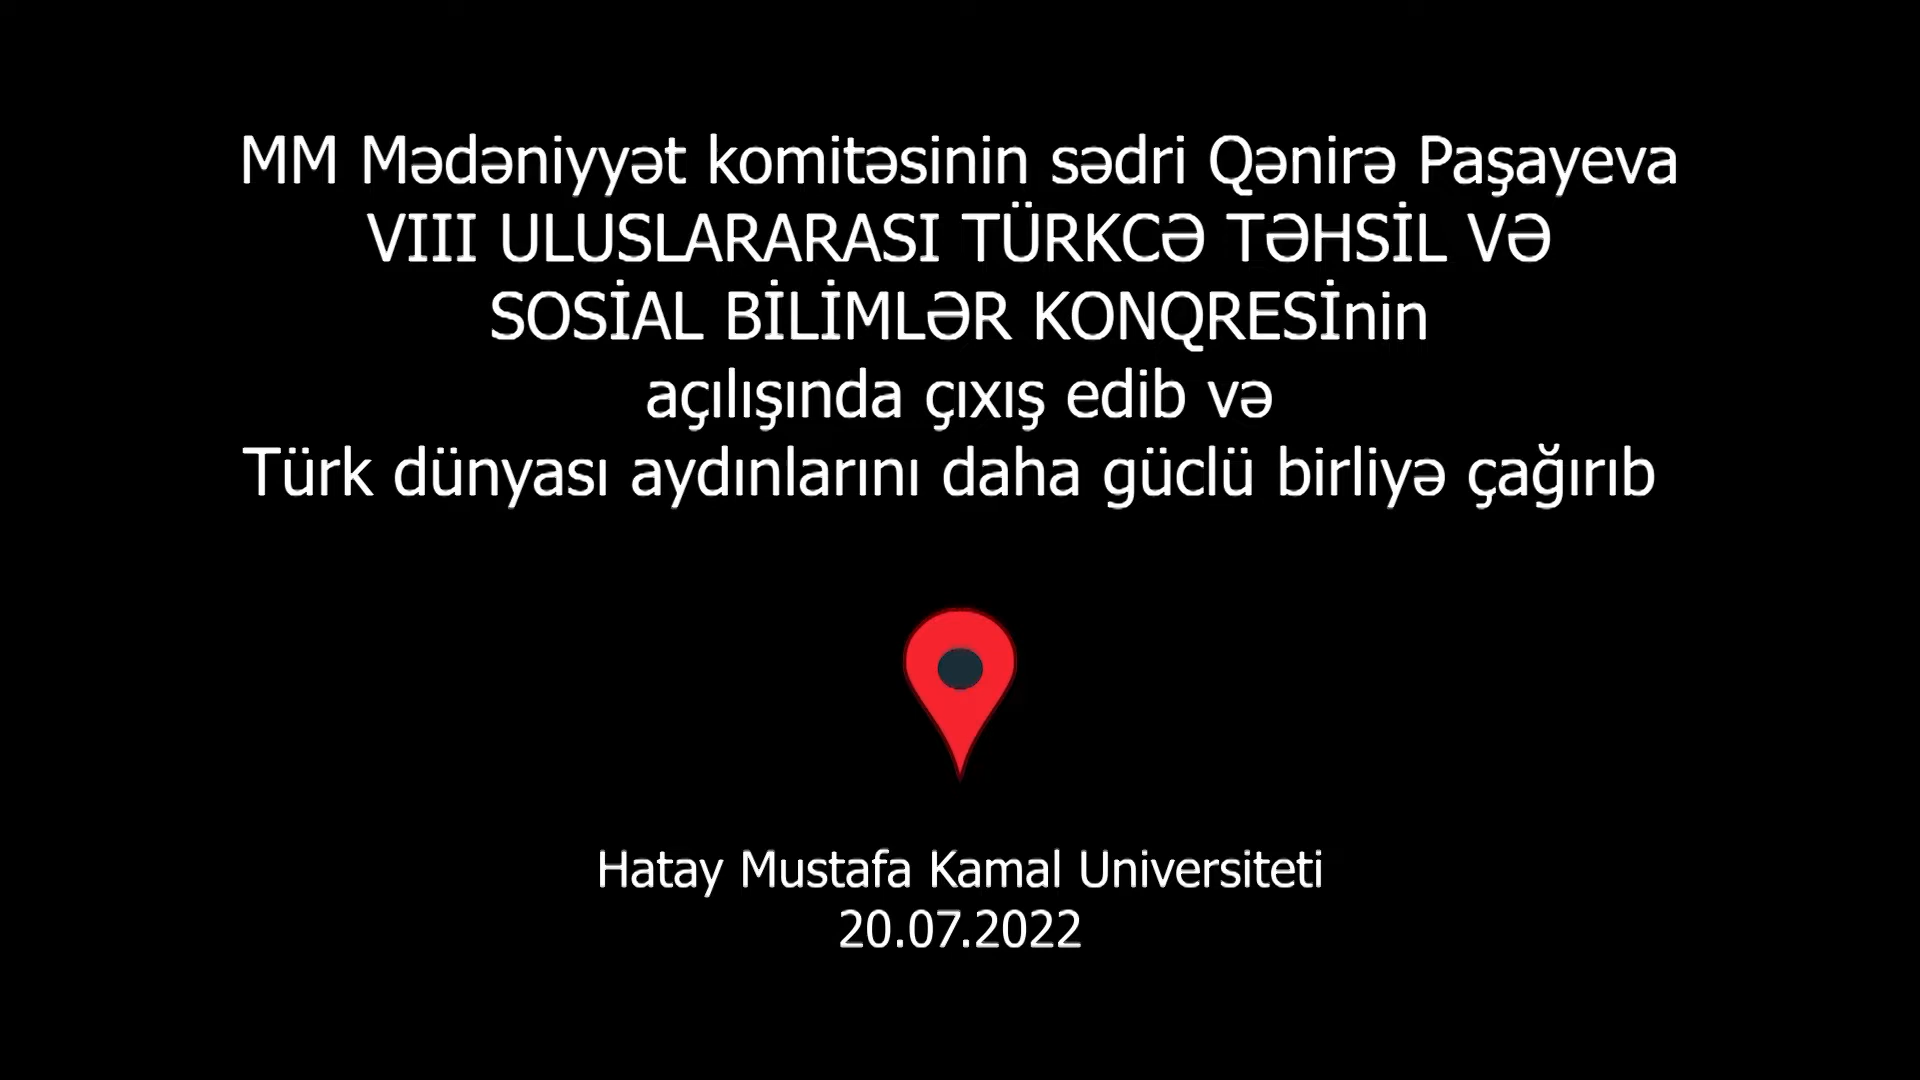 MM Mədəniyyət komitəsinin sədri Qənirə Paşayeva
VIII ULUSLARARASI TÜRKCƏ TƏHSİL VƏ
SOSİAL BİLİMLƏR KONQRESİnin
açılışında çıxış edib və
Türk dünyası aydınlarını daha güclü birliyə çağırıb
Hatay Mustafa Kamal Universiteti
20.07.2022